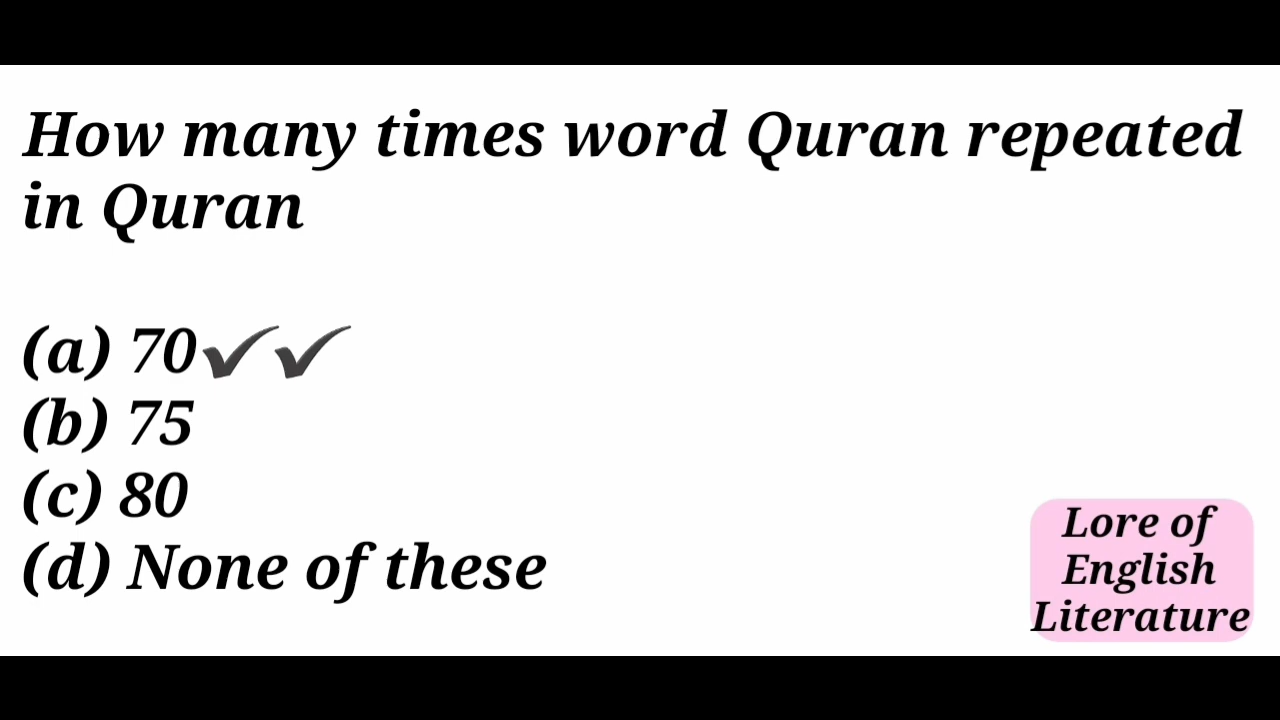 How many times word Quran repeated
in Quran
(a) 70✔✔
(b) 75
(c) 80
(d) None of these
Lore of
English
Literature